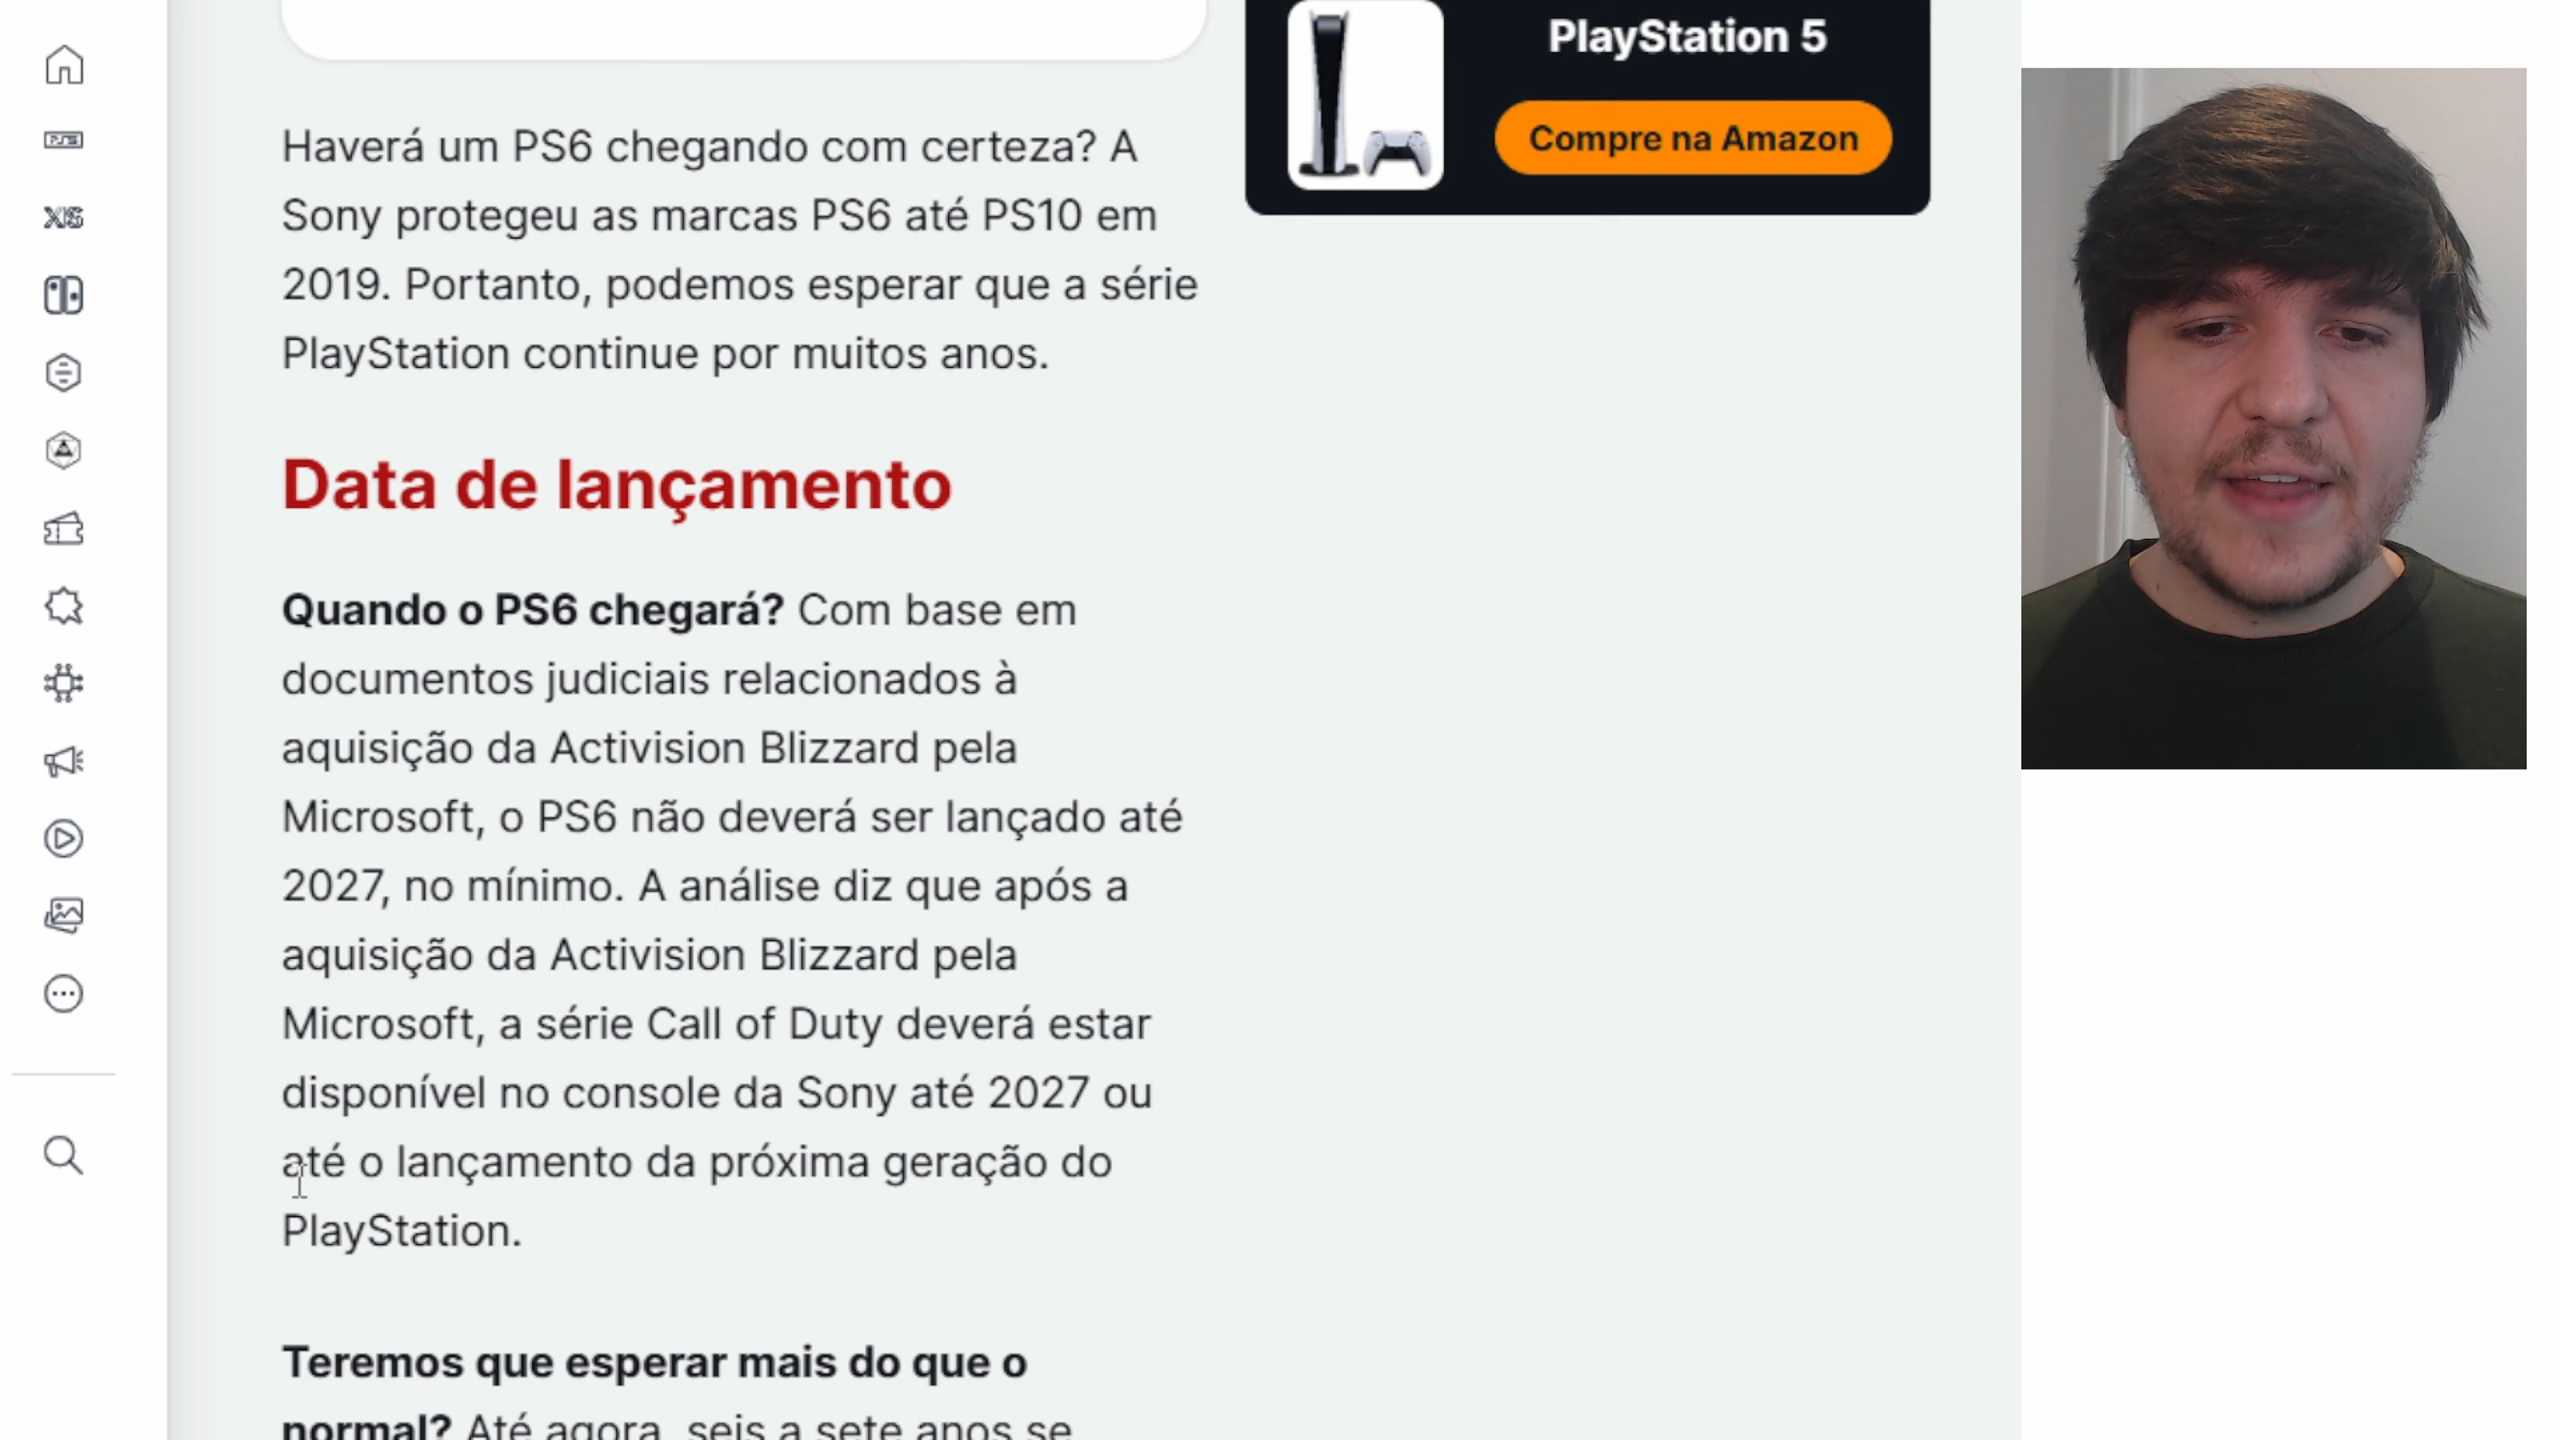 PlayStation 5
Compre na Amazon
Haverá um PS6 chegando com certeza? A
Sony protegeu as marcas PS6 até PS10 em
2019. Portanto, podemos esperar que a série
PlayStation continue por muitos anos.
Data de lançamento
Quando o PS6 chegará? Com base em
documentos judiciais relacionados à
aquisição da Activision Blizzard pela
Microsoft, o PS6 não deverá ser lançado até
2027, no mínimo. A análise diz que após a
aquisição da Activision Blizzard pela
Microsoft, a série Call of Duty deverá estar
disponível no console da Sony até 2027 ou
até o lançamento da próxima geração do
PlayStation.
Teremos que esperar mais do que o
normal? Até agora, seis a sete anos se
PS5
XS